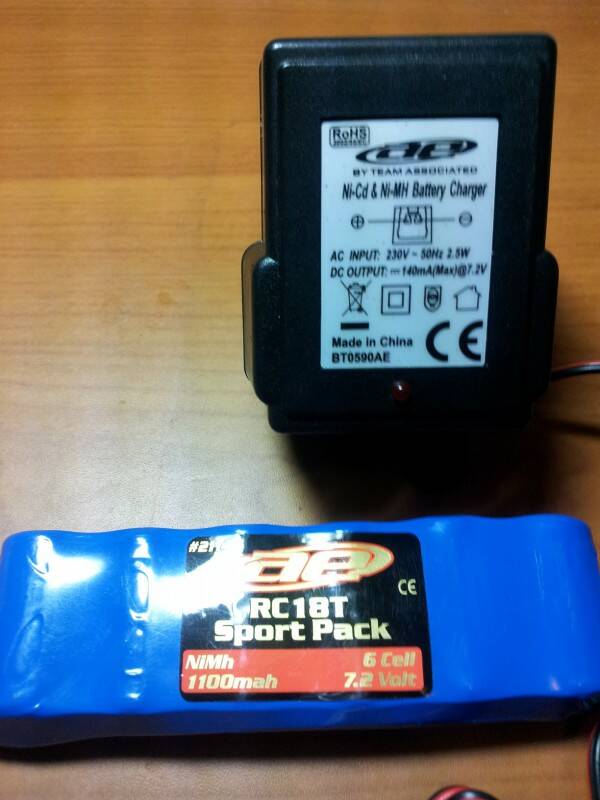 RoHS
ae
BY TEAM ASSOCIATED
Ni-Cd & Ni-MH Battery Charger
AC INPUT: 230V ~ 50Hz 2.5W
DC OUTPUT: ⎓ 140mA(Max)@7.2V
Made in China
BT0590AE
CE
ae
CE
RC18T
Sport Pack
NiMh 6 Cell
1100mah 7.2 Volt